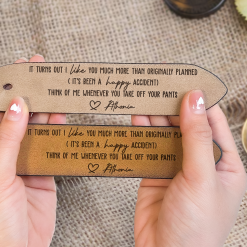 IT TURNS OUT I like YOU MUCH MORE THAN ORIGINALLY PLANNED
( IT'S BEEN A happy ACCIDENT)
THINK OF ME WHENEVER YOU TAKE OFF YOUR PANTS
♡ Athonia
IT TURNS OUT I like YOU MUCH MORE THAN ORIGINALLY PLANNED
( IT'S BEEN A happy ACCIDENT)
THINK OF ME WHENEVER YOU TAKE OFF YOUR PANTS
♡ Athonia